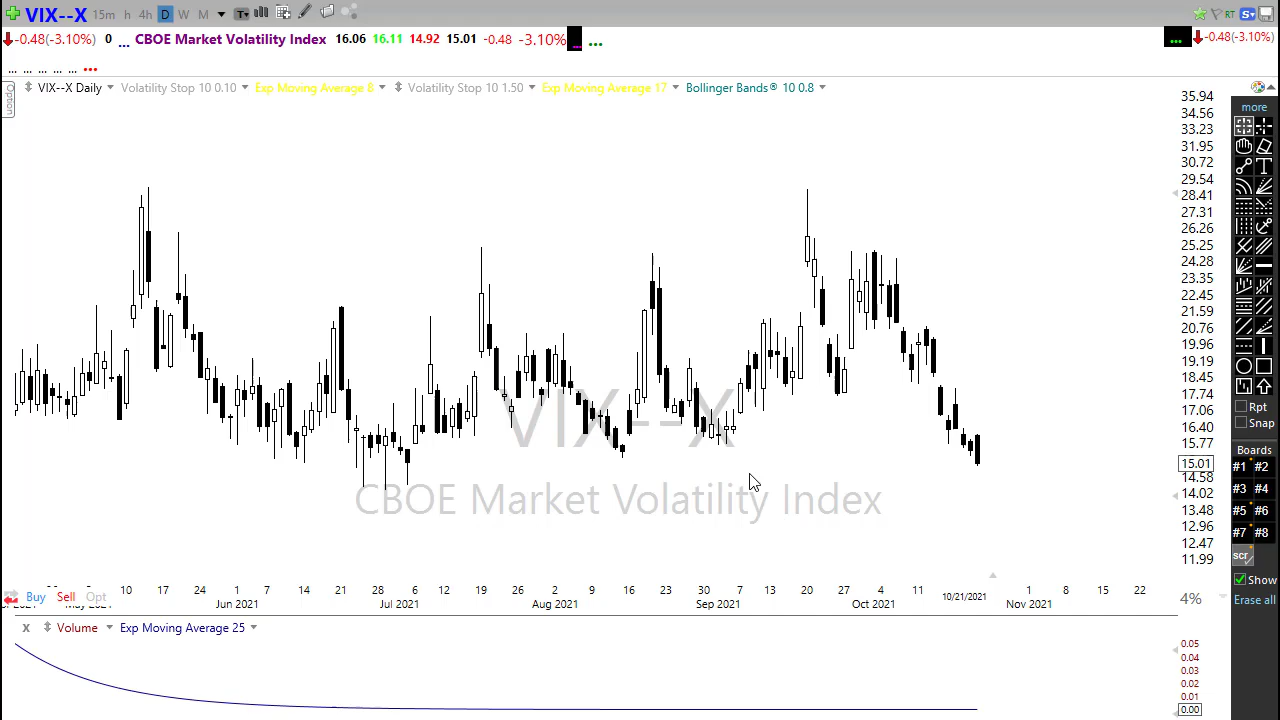 VIX--X 15m h 4h D W M T S▾
-0.48(-3.10%) 0 ... CBOE Market Volatility Index 16.06 16.11 14.92 15.01 -0.48 -3.10% ... ... ... -0.48(-3.10%)
... ... ... ... ... ...
Option VIX--X Daily Volatility Stop 10 0.10 Exp Moving Average 8 Volatility Stop 10 1.50 Exp Moving Average 17 Bollinger Bands® 10 0.8
RT
35.94
34.56
33.23
31.95
30.72
29.54
28.41
27.31
26.26
25.25
24.28
23.35
22.45
21.59
20.76
19.96
19.19
18.45
17.74
17.06
16.40
15.77
15.01
14.58
14.02
13.48
12.96
12.47
11.99
more
T
Rpt
Snap
Boards
#1 #2
#3 #4
#5 #6
#7 #8
scr
Show
Erase all
VIX--X
CBOE Market Volatility Index
10 17 24 1 7 14 21 28 6 12 19 26 2 9 16 23 30 7 13 20 27 4 11 10/21/2021 1 8 15 22
Buy Sell Opt
Jun 2021 Jul 2021 Aug 2021 Sep 2021 Oct 2021 Nov 2021
4%
X Volume Exp Moving Average 25
0.05
0.04
0.03
0.02
0.01
0.00